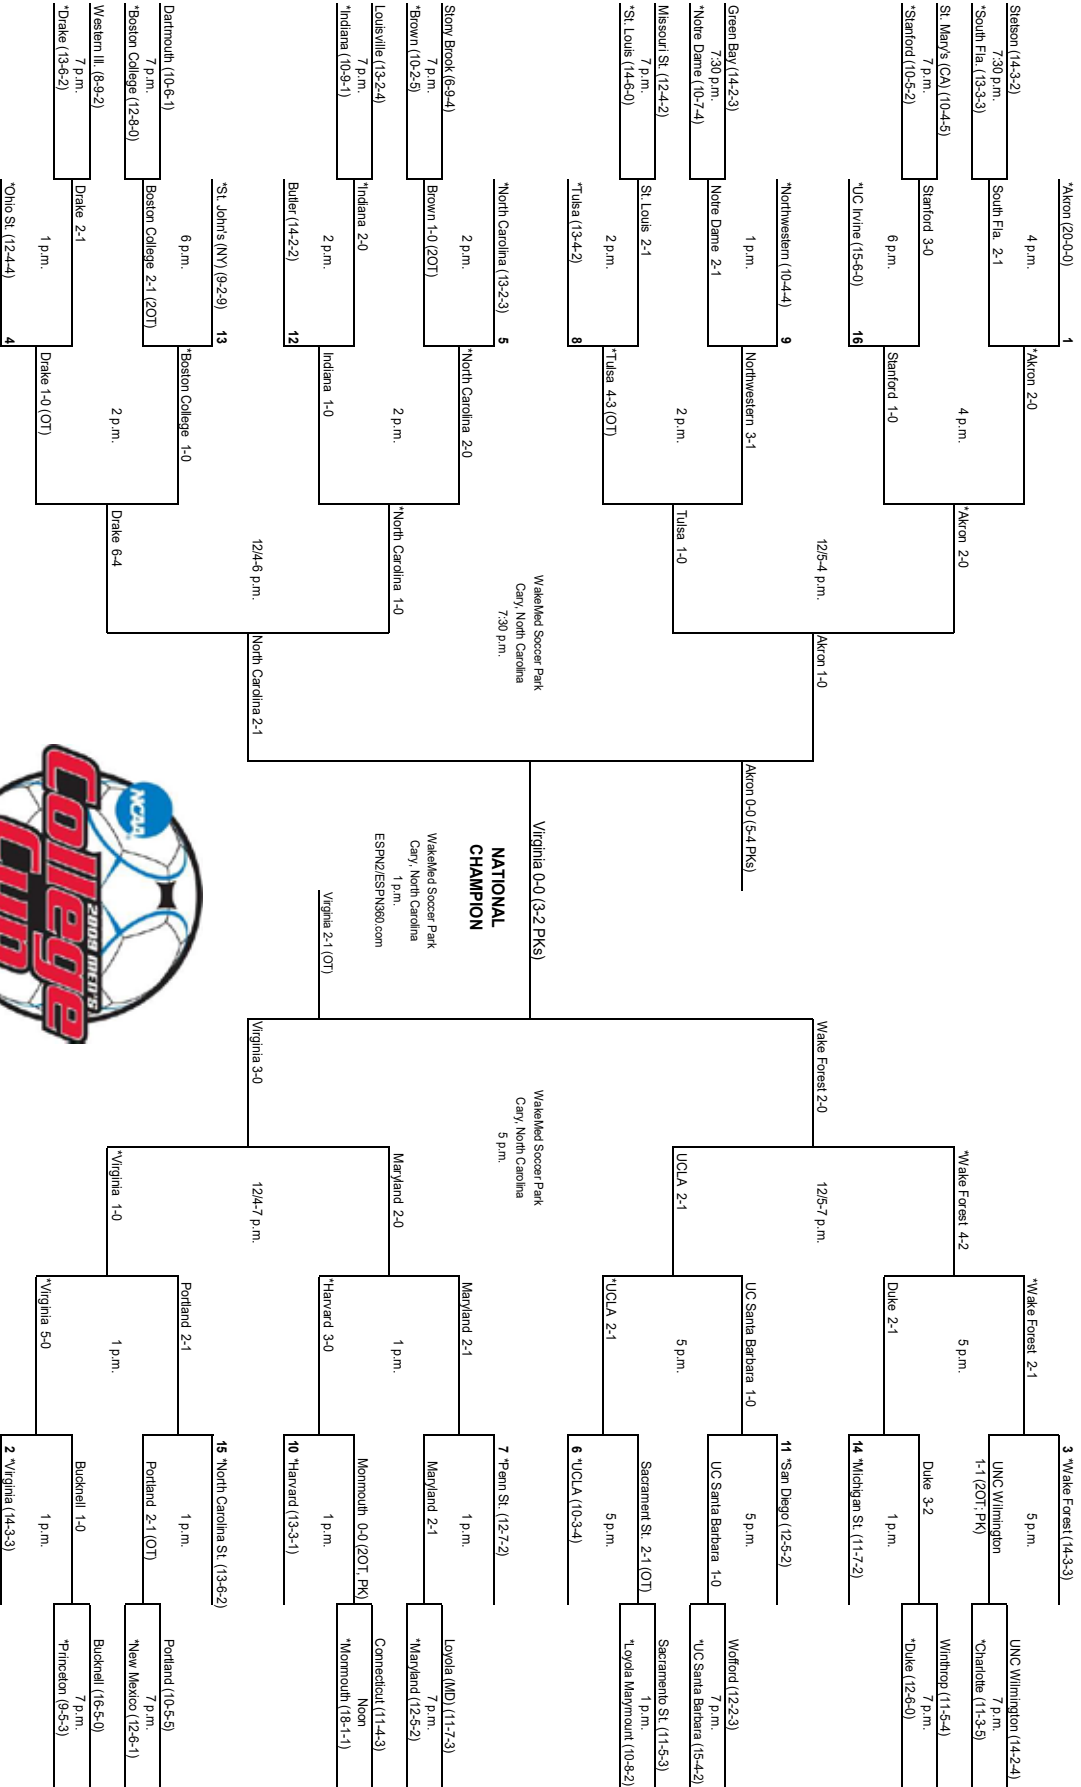 Stetson (14-3-2)
7:30 p.m.
*South Fla. (13-3-3)
St. Mary's (CA) (10-4-5)
7 p.m.
*Stanford (10-5-2)
Green Bay (14-2-3)
7:30 p.m.
*Notre Dame (10-7-4)
Missouri St. (12-4-2)
7 p.m.
*St. Louis (14-6-0)
Stony Brook (6-9-4)
7 p.m.
*Brown (10-2-5)
Louisville (13-2-4)
7 p.m.
*Indiana (10-9-1)
Dartmouth (10-6-1)
7 p.m.
*Boston College (12-8-0)
Western Ill. (8-9-2)
7 p.m.
*Drake (13-6-2)
*Akron (20-0-0) 1
4 p.m.
South Fla. 2-1
Stanford 3-0
6 p.m.
*UC Irvine (15-6-0) 16
*Northwestern (10-4-4) 9
1 p.m.
Notre Dame 2-1
St. Louis 2-1
2 p.m.
*Tulsa (13-4-2) 8
*North Carolina (13-2-3) 5
2 p.m.
Brown 1-0 (2OT)
*Indiana 2-0
2 p.m.
Butler (14-2-2) 12
*St. John's (NY) (9-2-9) 13
6 p.m.
Boston College 2-1 (2OT)
Drake 2-1
1 p.m.
*Ohio St. (12-4-4) 4
*Akron 2-0
4 p.m.
Stanford 1-0
Northwestern 3-1
2 p.m.
*Tulsa 4-3 (OT)
*North Carolina 2-0
2 p.m.
Indiana 1-0
*Boston College 1-0
2 p.m.
Drake 1-0 (OT)
*Akron 2-0
12/5-4 p.m.
Tulsa 1-0
*North Carolina 1-0
12/4-6 p.m.
Drake 6-4
Akron 1-0
WakeMed Soccer Park
Cary, North Carolina
7:30 p.m.
North Carolina 2-1
Akron 0-0 (5-4 PKs)
Virginia 0-0 (3-2 PKs)
NATIONAL
CHAMPION
WakeMed Soccer Park
Cary, North Carolina
1 p.m.
ESPN2/ESPN360.com
Virginia 2-1 (OT)
NCAA
2009 MEN'S
College
Cup
Wake Forest 2-0
WakeMed Soccer Park
Cary, North Carolina
5 p.m.
Virginia 3-0
*Wake Forest 4-2
12/5-7 p.m.
UCLA 2-1
Maryland 2-0
12/4-7 p.m.
*Virginia 1-0
*Wake Forest 2-1
5 p.m.
Duke 2-1
UC Santa Barbara 1-0
5 p.m.
*UCLA 2-1
Maryland 2-1
1 p.m.
*Harvard 3-0
Portland 2-1
1 p.m.
*Virginia 5-0
3 *Wake Forest (14-3-3)
5 p.m.
UNC Wilmington
1-1 (2OT; PK)
Duke 3-2
1 p.m.
14 *Michigan St. (11-7-2)
11 *San Diego (12-5-2)
5 p.m.
UC Santa Barbara 1-0
Sacrament St. 2-1 (OT)
5 p.m.
6 *UCLA (10-3-4)
7 *Penn St. (12-7-2)
1 p.m.
Maryland 2-1
Monmouth 0-0 (2OT, PK)
1 p.m.
10 *Harvard (13-3-1)
15 *North Carolina St. (13-6-2)
1 p.m.
Portland 2-1 (OT)
Bucknell 1-0
1 p.m.
2 *Virginia (14-3-3)
UNC Wilmington (14-2-4)
7 p.m.
*Charlotte (11-3-5)
Winthrop (11-5-4)
7 p.m.
*Duke (12-6-0)
Wofford (12-2-3)
7 p.m.
*UC Santa Barbara (15-4-2)
Sacramento St. (11-5-3)
1 p.m.
*Loyola Marymount (10-8-2)
Loyola (MD) (11-7-3)
7 p.m.
*Maryland (12-5-2)
Connecticut (11-4-3)
Noon
*Monmouth (18-1-1)
Portland (10-5-5)
7 p.m.
*New Mexico (12-6-1)
Bucknell (16-5-0)
7 p.m.
*Princeton (9-5-3)